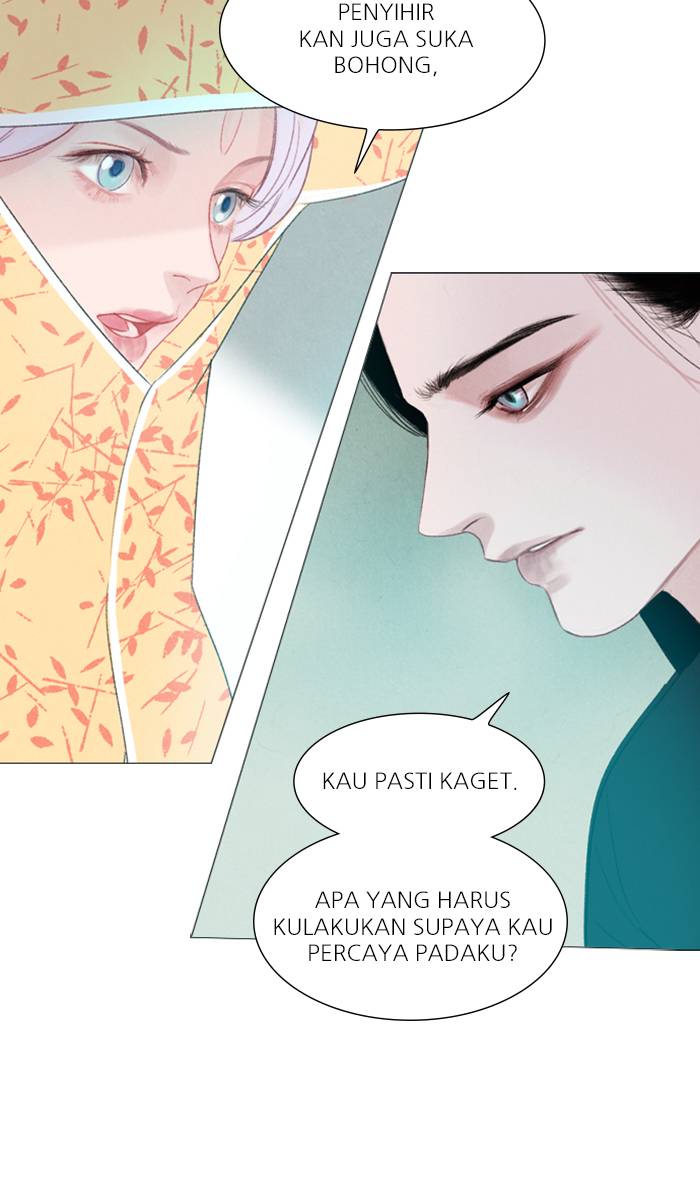 PENYIHIR
KAN JUGA SUKA
BOHONG,
KAU PASTI KAGET.
APA YANG HARUS
KULAKUKAN SUPAYA KAU
PERCAYA PADAKU?